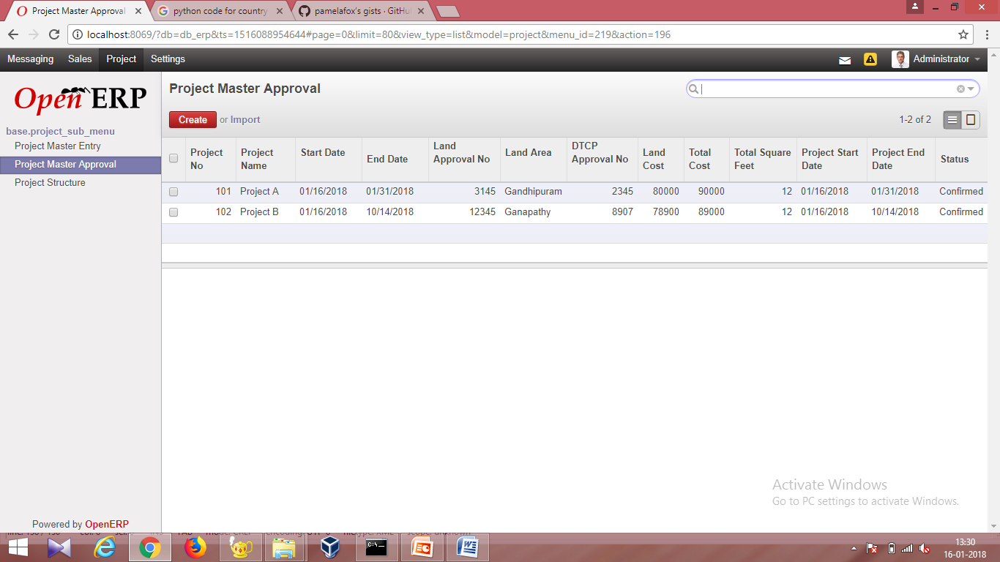 Project Master Approval
python code for country
pamelafox's gists · GitHu
localhost:8069/?db=db_erp&ts=1516088954644#page=0&limit=80&view_type=list&model=project&menu_id=219&action=196
Messaging Sales Project Settings Administrator
Open ERP
base.project_sub_menu
Project Master Entry
Project Master Approval
Project Structure
Project Master Approval
Create or Import 1-2 of 2
Project No Project Name Start Date End Date Land Approval No Land Area DTCP Approval No Land Cost Total Cost Total Square Feet Project Start Date Project End Date Status
101 Project A 01/16/2018 01/31/2018 3145 Gandhipuram 2345 80000 90000 12 01/16/2018 01/31/2018 Confirmed
102 Project B 01/16/2018 10/14/2018 12345 Ganapathy 8907 78900 89000 12 01/16/2018 10/14/2018 Confirmed
Activate Windows
Go to PC settings to activate Windows.
Powered by OpenERP
13:30
16-01-2018